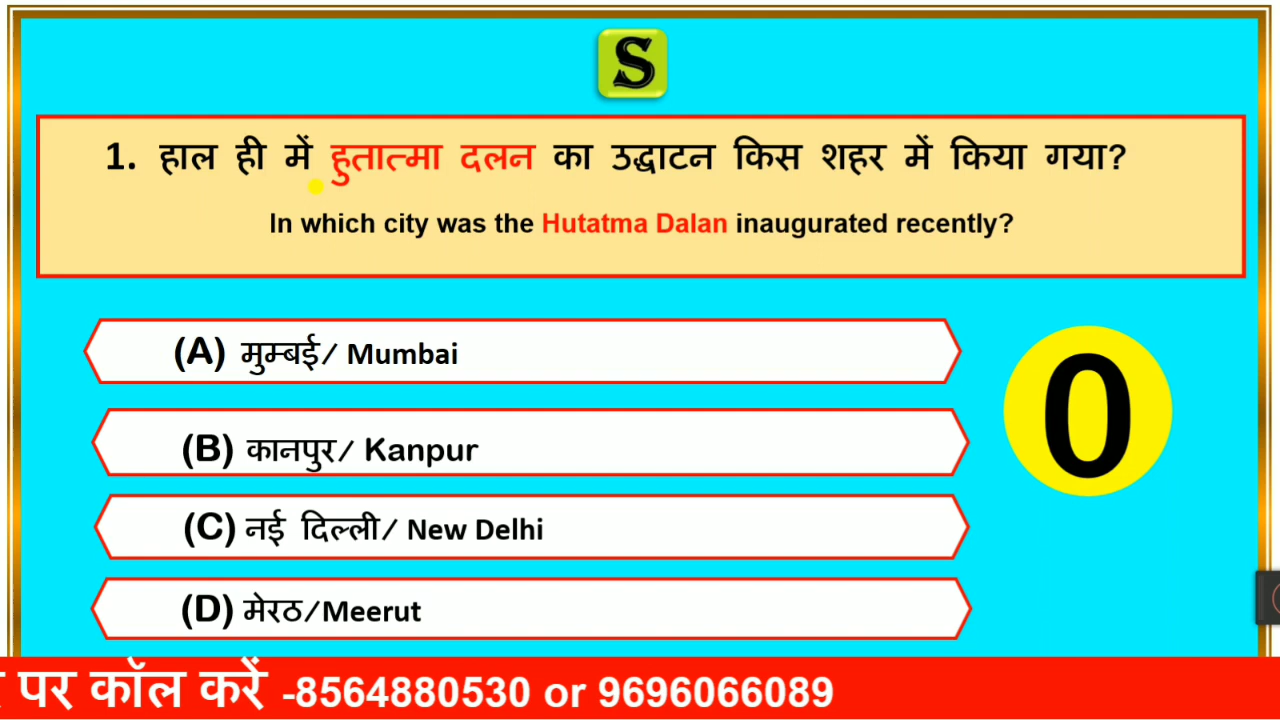 S
1. हाल ही में हुतात्मा दलन का उद्घाटन किस शहर में किया गया?
In which city was the Hutatma Dalan inaugurated recently?
(A) मुम्बई/ Mumbai
(B) कानपुर/ Kanpur
(C) नई दिल्ली/ New Delhi
(D) मेरठ/Meerut
0
पर कॉल करें -8564880530 or 9696066089